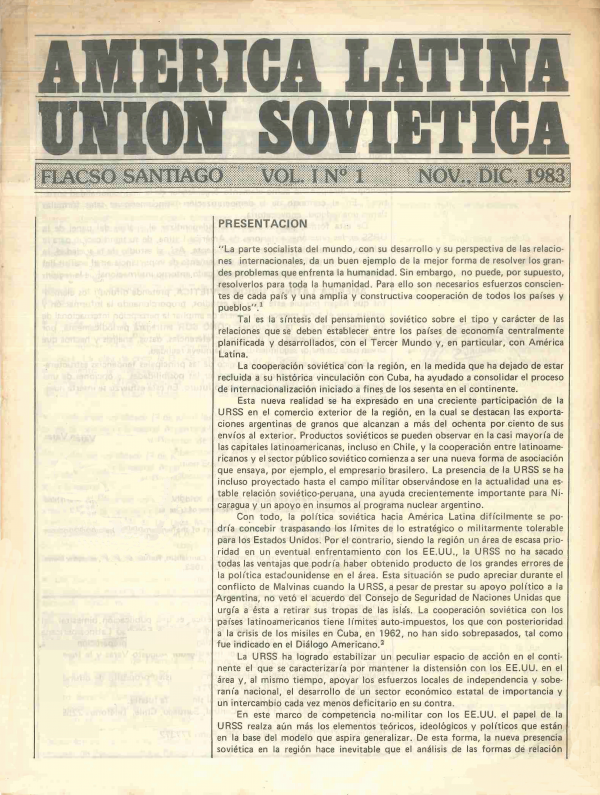 AMERICA LATINA
UNION SOVIETICA
FLACSO SANTIAGO VOL. I Nº 1 NOV., DIC. 1983
PRESENTACION
"La parte socialista del mundo, con su desarrollo y su perspectiva de las relacio-
nes internacionales, da un buen ejemplo de la mejor forma de resolver los gran-
des problemas que enfrenta la humanidad. Sin embargo, no puede, por supuesto,
resolverlos para toda la humanidad. Para ello son necesarios esfuerzos conscien-
tes de cada país y una amplia y constructiva cooperación de todos los países y
pueblos".¹
Tal es la síntesis del pensamiento soviético sobre el tipo y carácter de las
relaciones que se deben establecer entre los países de economía centralmente
planificada y desarrollados, con el Tercer Mundo y, en particular, con América
Latina.
La cooperación soviética con la región, en la medida que ha dejado de estar
recluida a su histórica vinculación con Cuba, ha ayudado a consolidar el proceso
de internacionalización iniciado a fines de los sesenta en el continente.
Esta nueva realidad se ha expresado en una creciente participación de la
URSS en el comercio exterior de la región, en la cual se destacan las exporta-
ciones argentinas de granos que alcanzan a más del ochenta por ciento de sus
envíos al exterior. Productos soviéticos se pueden observar en la casi mayoría de
las capitales latinoamericanas, incluso en Chile, y la cooperación entre latinoame-
ricanos y el sector público soviético comienza a ser una nueva forma de asociación
que ensaya, por ejemplo, el empresario brasilero. La presencia de la URSS se ha
incluso proyectado hasta el campo militar observándose en la actualidad una es-
table relación soviético-peruana, una ayuda crecientemente importante para Ni-
caragua y un apoyo en insumos al programa nuclear argentino.
Con todo, la política soviética hacia América Latina difícilmente se po-
dría concebir traspasando los límites de lo estratégico o militarmente tolerable
para los Estados Unidos. Por el contrario, siendo la región un área de escasa prio-
ridad en un eventual enfrentamiento con los EE.UU., la URSS no ha sacado
todas las ventajas que podría haber obtenido producto de los grandes errores de
la política estadounidense en el área. Esta situación se pudo apreciar durante el
conflicto de Malvinas cuando la URSS, a pesar de prestar su apoyo político a la
Argentina, no vetó el acuerdo del Consejo de Seguridad de Naciones Unidas que
urgía a ésta a retirar sus tropas de las islas. La cooperación soviética con los
países latinoamericanos tiene límites auto-impuestos, los que con posterioridad
a la crisis de los misiles en Cuba, en 1962, no han sido sobrepasados, tal como
fue indicado en el Diálogo Americano.²
La URSS ha logrado estabilizar un peculiar espacio de acción en el conti-
nente el que se caracterizaría por mantener la distensión con los EE.UU. en el
área y, al mismo tiempo, apoyar los esfuerzos locales de independencia y sobe-
ranía nacional, el desarrollo de un sector económico estatal de importancia y
un intercambio cada vez menos deficitario en su contra.
En este marco de competencia no-militar con los EE.UU. el papel de la
URSS realza aún más los elementos teóricos, ideológicos y políticos que están
en la base del modelo que aspira generalizar. De esta forma, la nueva presencia
soviética en la región hace inevitable que el análisis de las formas de relación